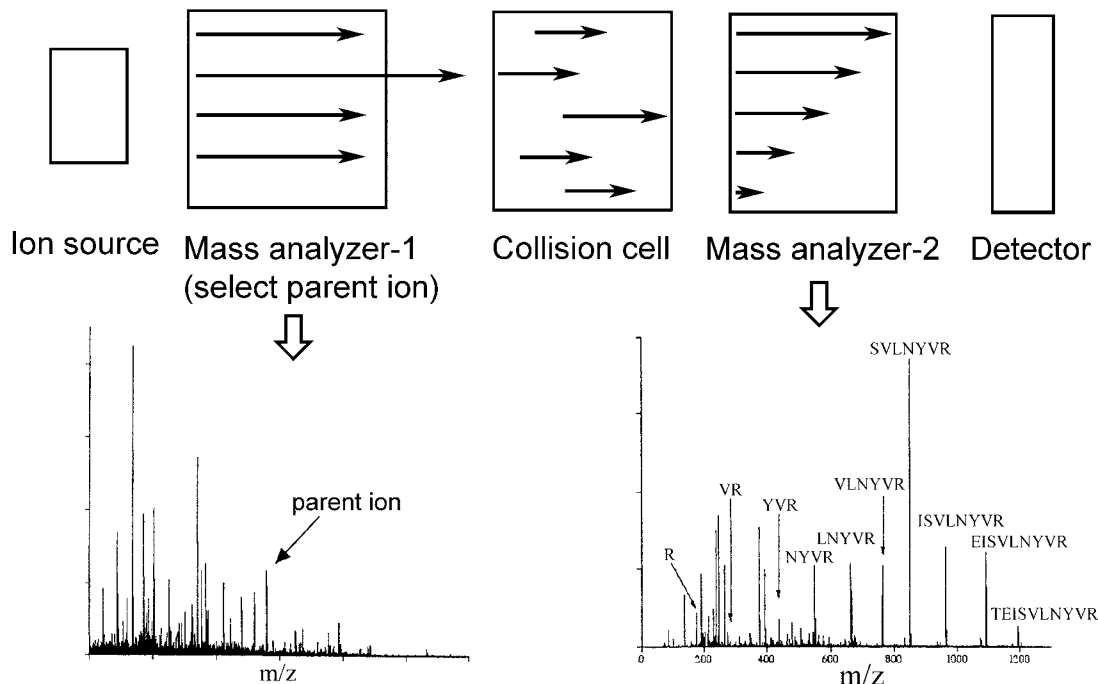 Ion source
Mass analyzer-1
(select parent ion)
Collision cell
Mass analyzer-2
Detector
parent ion
m/z
SVLNYVR
VR
YVR
VLNYVR
R
NYVR
LNYVR
ISVLNYVR
EISVLNYVR
TEISVLNYVR
0
200
400
600
800
1000
1200
m/z